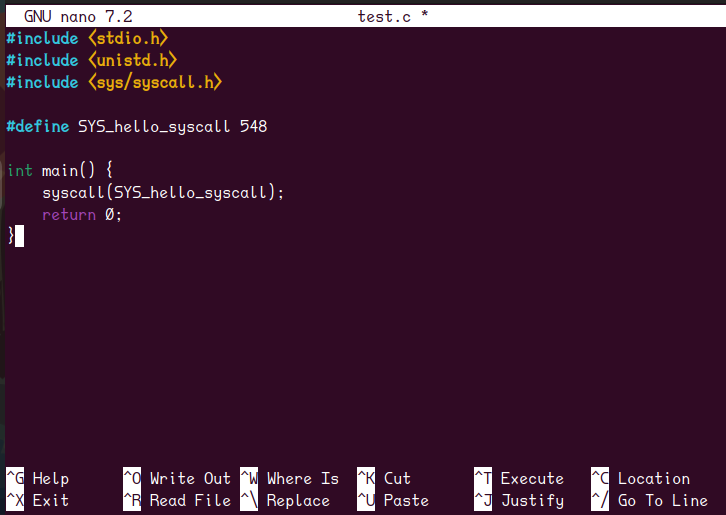 GNU nano 7.2 test.c *
#include <stdio.h>
#include <unistd.h>
#include <sys/syscall.h>
#define SYS_hello_syscall 548
int main() {
    syscall(SYS_hello_syscall);
    return 0;
}
^G Help ^O Write Out ^W Where Is ^K Cut ^T Execute ^C Location
^X Exit ^R Read File ^\ Replace ^U Paste ^J Justify ^/ Go To Line